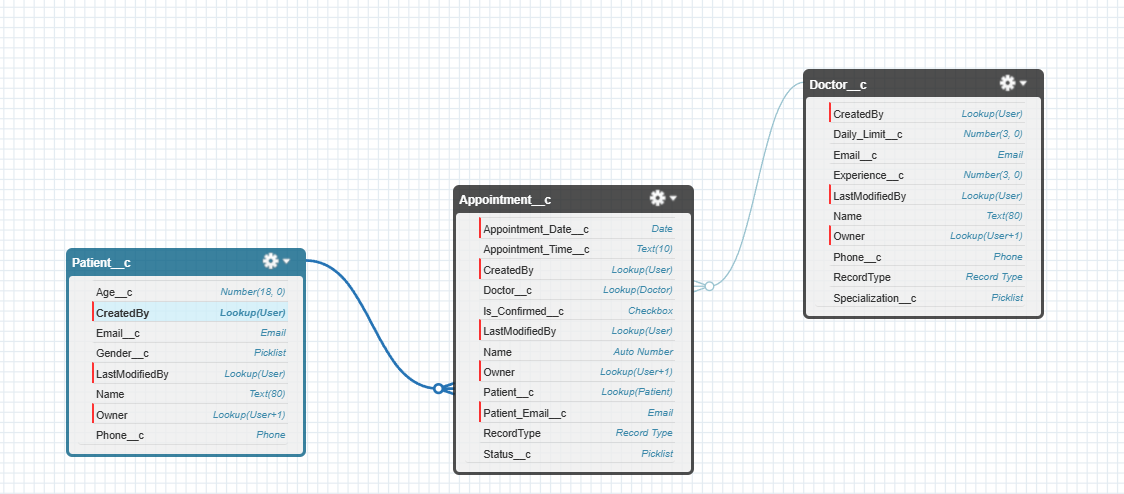 Patient__c
Age__c Number(18, 0)
CreatedBy Lookup(User)
Email__c Email
Gender__c Picklist
LastModifiedBy Lookup(User)
Name Text(80)
Owner Lookup(User+1)
Phone__c Phone
Appointment__c
Appointment_Date__c Date
Appointment_Time__c Text(10)
CreatedBy Lookup(User)
Doctor__c Lookup(Doctor)
Is_Confirmed__c Checkbox
LastModifiedBy Lookup(User)
Name Auto Number
Owner Lookup(User+1)
Patient__c Lookup(Patient)
Patient_Email__c Email
RecordType Record Type
Status__c Picklist
Doctor__c
CreatedBy Lookup(User)
Daily_Limit__c Number(3, 0)
Email__c Email
Experience__c Number(3, 0)
LastModifiedBy Lookup(User)
Name Text(80)
Owner Lookup(User+1)
Phone__c Phone
RecordType Record Type
Specialization__c Picklist